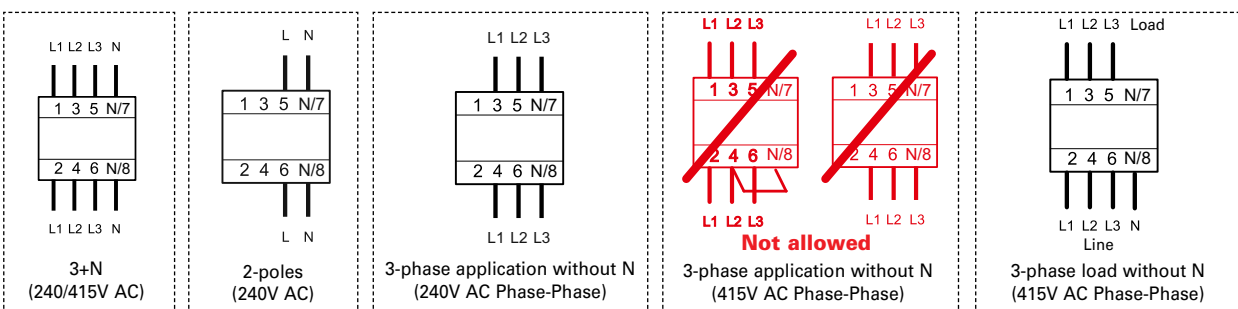 L1 L2 L3 N
1 3 5 N/7
2 4 6 N/8
L1 L2 L3 N
3+N
(240/415V AC)
L N
1 3 5 N/7
2 4 6 N/8
L N
2-poles
(240V AC)
L1 L2 L3
1 3 5 N/7
2 4 6 N/8
L1 L2 L3
3-phase application without N
(240V AC Phase-Phase)
L1 L2 L3
1 3 5 N/7
2 4 6 N/8
L1 L2 L3
L1 L2 L3
1 3 5 N/7
2 4 6 N/8
L1 L2 L3
Not allowed
3-phase application without N
(415V AC Phase-Phase)
L1 L2 L3 Load
1 3 5 N/7
2 4 6 N/8
L1 L2 L3 N
Line
3-phase load without N
(415V AC Phase-Phase)